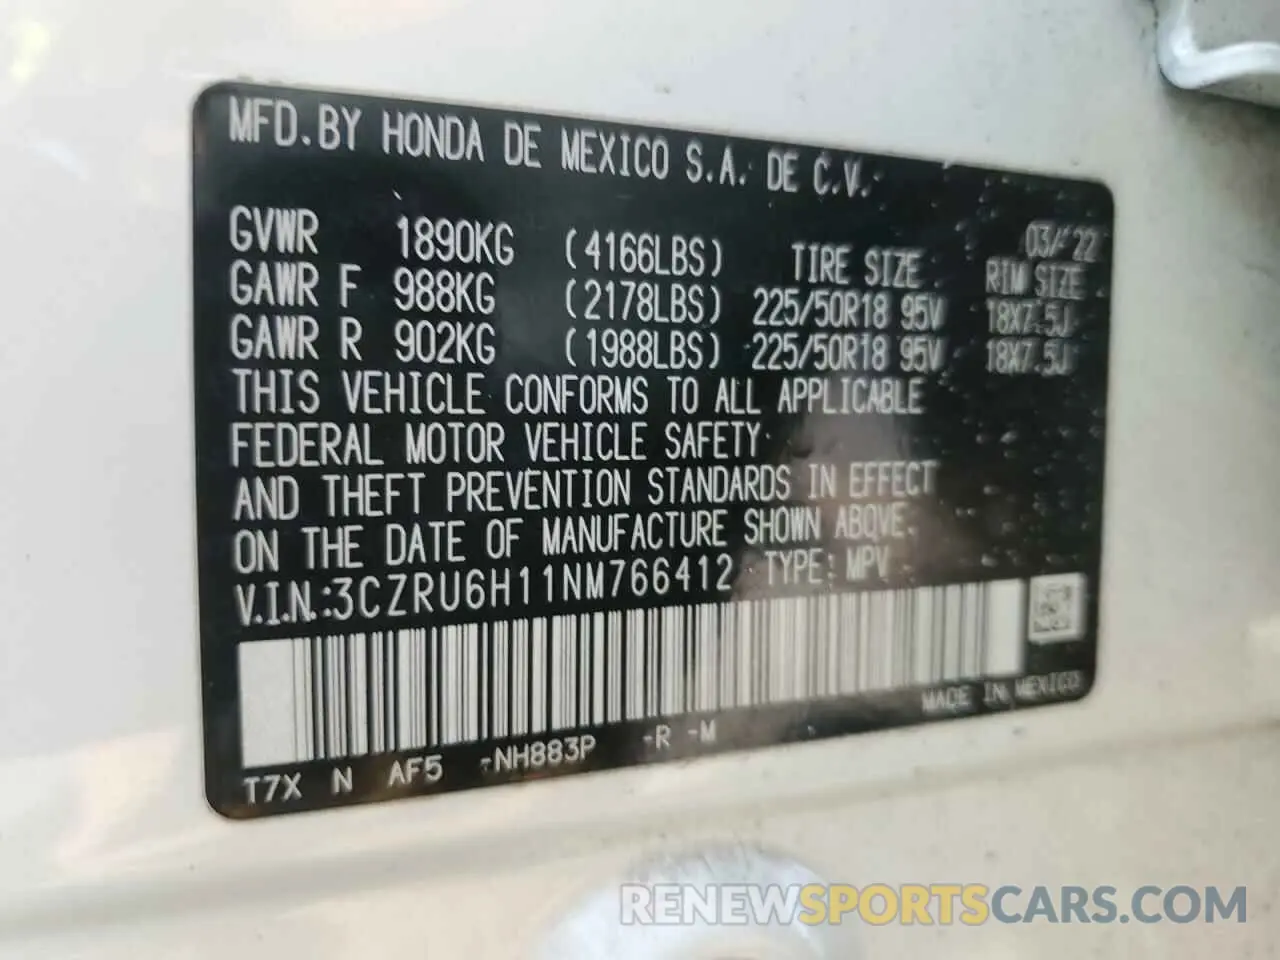 MFD.BY HONDA DE MEXICO S.A. DE C.V.
03/ 22
GVWR 1890KG (4166LBS) TIRE SIZE RIM SIZE
GAWR F 988KG (2178LBS) 225/50R18 95V 18X7.5J
GAWR R 902KG (1988LBS) 225/50R18 95V 18X7.5J
THIS VEHICLE CONFORMS TO ALL APPLICABLE
FEDERAL MOTOR VEHICLE SAFETY
AND THEFT PREVENTION STANDARDS IN EFFECT
ON THE DATE OF MANUFACTURE SHOWN ABOVE.
V.I.N.:3CZRU6H11NM766412 TYPE: MPV
MADE IN MEXICO
T7X N AF5 -NH883P -R -M
RENEWSPORTSCARS.COM